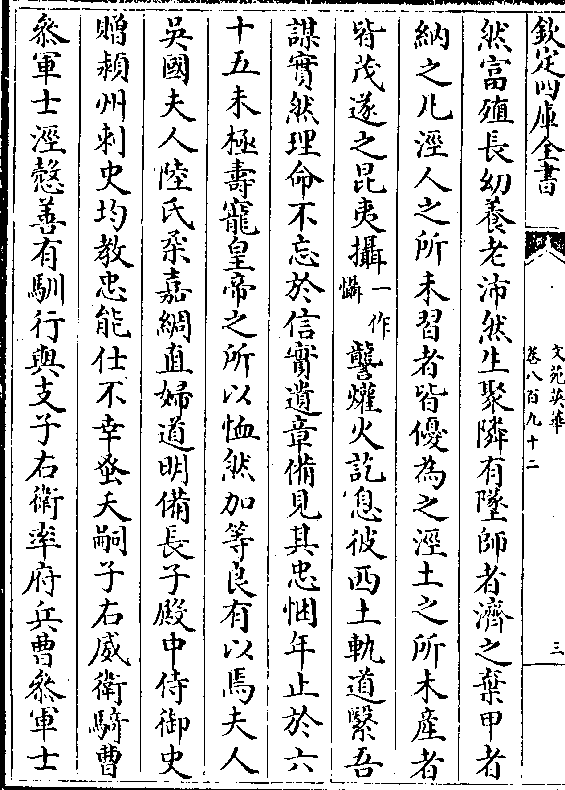 欽定四庫全書
文苑英華
卷八百九十二
三
然富殖長幼養老沛然生聚隣有墜師者濟之棄甲者
納之凡涇人之所未習者皆優為之涇土之所未產者
皆茂遂之昆夷攝一作懾讋爟火訖息彼西土軌道繄吾
謀實然理命不忘於信實遺章備見其忠悃年止於六
十五未極壽寵皇帝之所以恤然加等良有以焉夫人
吳國夫人陸氏柔嘉綢直婦道明備長子殿中侍御史
贈潁州刺史均教忠能仕不幸蚤夭嗣子右威衛騎曹
叅軍士涇愨善有馴行與支子右衛率府兵曹叅軍士